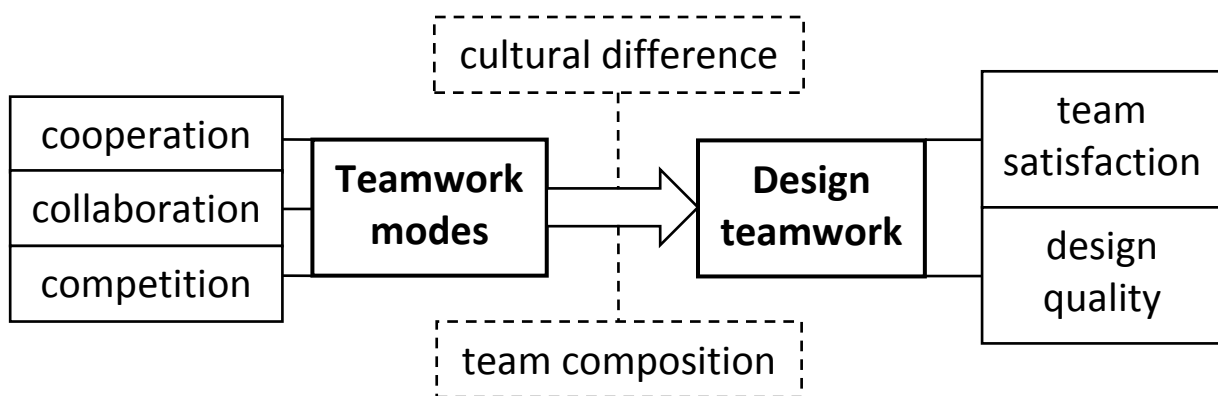 cultural difference
cooperation
collaboration
competition
Teamwork
modes
Design
teamwork
team
satisfaction
design
quality
team composition